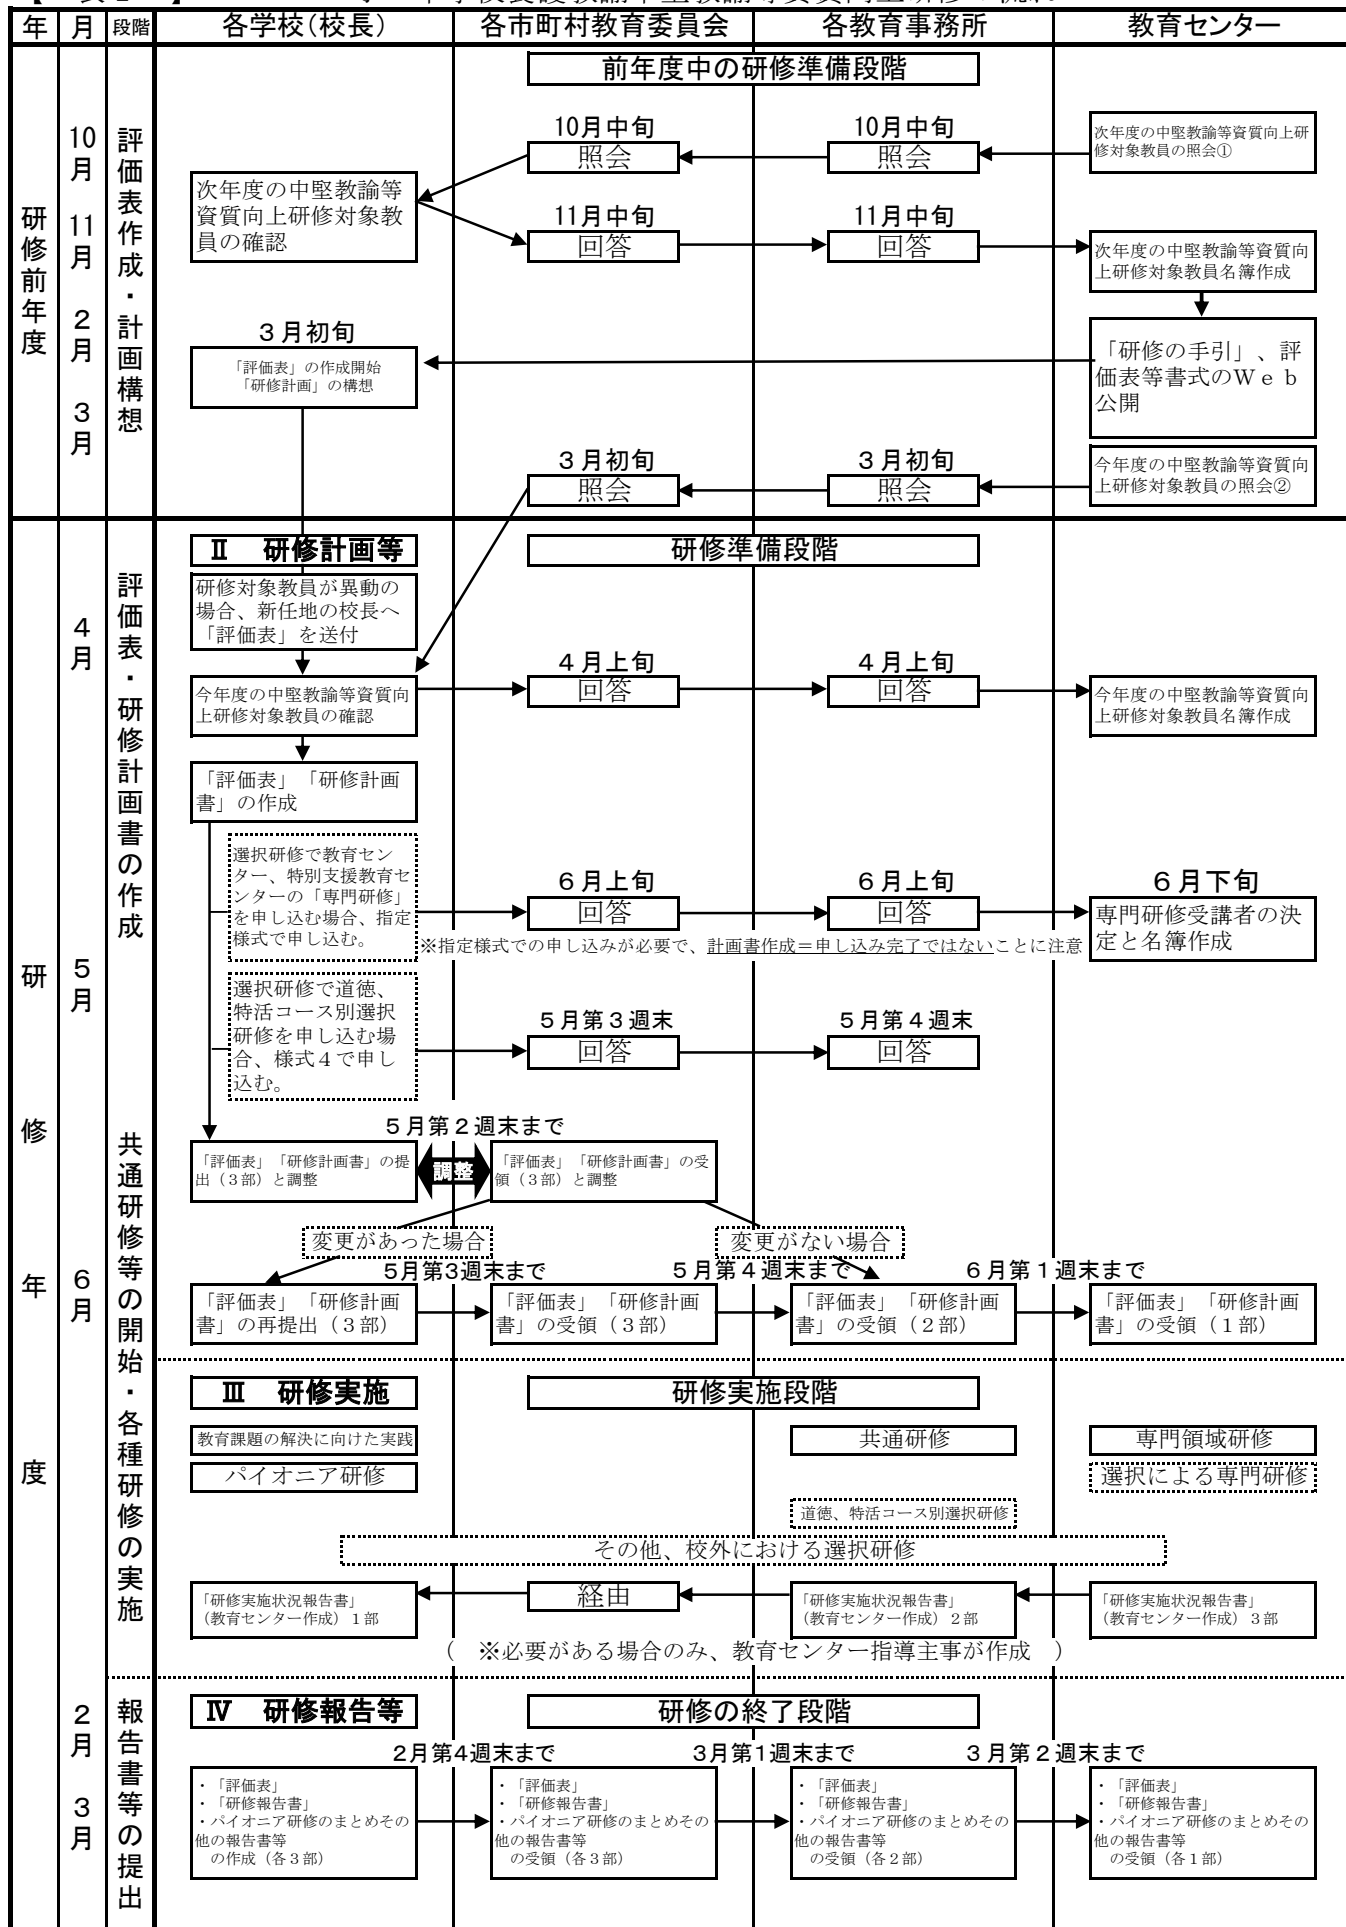 年
月
段階
各学校（校長）
各市町村教育委員会
各教育事務所
教育センター
研修前年度
10月
11月
2月
3月
評価表作成・計画構想
前年度中の研修準備段階
10月中旬
照会
10月中旬
照会
次年度の中堅教諭等資質向上研
修対象教員の照会①
次年度の中堅教諭等
資質向上研修対象教
員の確認
11月中旬
回答
11月中旬
回答
次年度の中堅教諭等資質向
上研修対象教員名簿作成
３月初旬
「評価表」の作成開始
「研修計画」の構想
「研修の手引」、評
価表等書式のＷｅｂ
公開
３月初旬
照会
３月初旬
照会
今年度の中堅教諭等資質向
上研修対象教員の照会②
研修年度
4月
5月
6月
評価表・研修計画書の作成
Ⅱ　研修計画等
研修準備段階
研修対象教員が異動の
場合、新任地の校長へ
「評価表」を送付
今年度の中堅教諭等資質向
上研修対象教員の確認
４月上旬
回答
４月上旬
回答
今年度の中堅教諭等資質向
上研修対象教員名簿作成
「評価表」「研修計画
書」の作成
選択研修で教育セン
ター、特別支援教育セ
ンターの「専門研修」
を申し込む場合、指定
様式で申し込む。
６月上旬
回答
６月上旬
回答
６月下旬
専門研修受講者の決
定と名簿作成
※指定様式での申し込みが必要で、計画書作成＝申し込み完了ではないことに注意
選択研修で道徳、
特活コース別選択
研修を申し込む場
合、様式４で申し
込む。
５月第３週末
回答
５月第４週末
回答
共通研修等の開始・各種研修の実施
５月第２週末まで
「評価表」「研修計画書」の提
出（３部）と調整
調整
「評価表」「研修計画書」の受
領（３部）と調整
変更があった場合
変更がない場合
5月第3週末まで
５月第４週末まで
６月第１週末まで
「評価表」「研修計画
書」の再提出（３部）
「評価表」「研修計画
書」の受領（３部）
「評価表」「研修計画
書」の受領（２部）
「評価表」「研修計画
書」の受領（１部）
Ⅲ　研修実施
研修実施段階
教育課題の解決に向けた実践
共通研修
専門領域研修
パイオニア研修
選択による専門研修
道徳、特活コース別選択研修
その他、校外における選択研修
「研修実施状況報告書」
（教育センター作成）１部
経由
「研修実施状況報告書」
（教育センター作成）２部
「研修実施状況報告書」
（教育センター作成）３部
（　※必要がある場合のみ、教育センター指導主事が作成　）
2月
3月
報告書等の提出
Ⅳ　研修報告等
研修の終了段階
2月第4週末まで
3月第1週末まで
３月第２週末まで
・「評価表」
・「研修報告書」
・パイオニア研修のまとめその
他の報告書等
の作成（各３部）
・「評価表」
・「研修報告書」
・パイオニア研修のまとめその
他の報告書等
の受領（各３部）
・「評価表」
・「研修報告書」
・パイオニア研修のまとめその
他の報告書等
の受領（各２部）
・「評価表」
・「研修報告書」
・パイオニア研修のまとめその
他の報告書等
の受領（各１部）